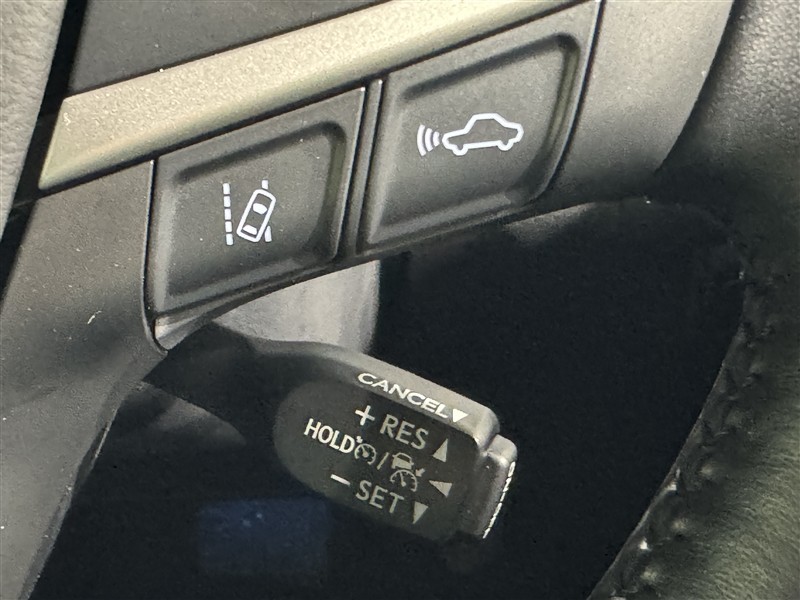 CANCEL▼
+ RES ▲
HOLD / ◀
− SET ▼